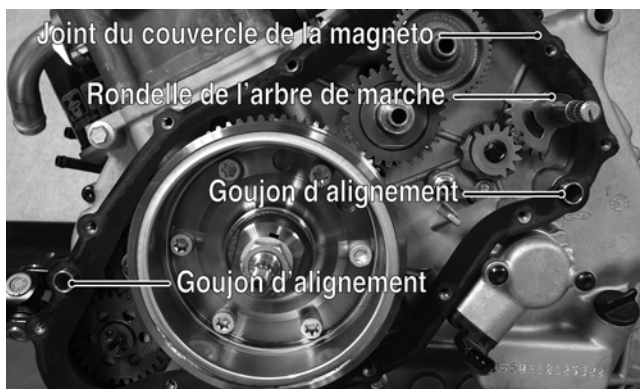 Joint du couvercle de la magnéto
Rondelle de l'arbre de marche
Goujon d'alignement
Goujon d'alignement